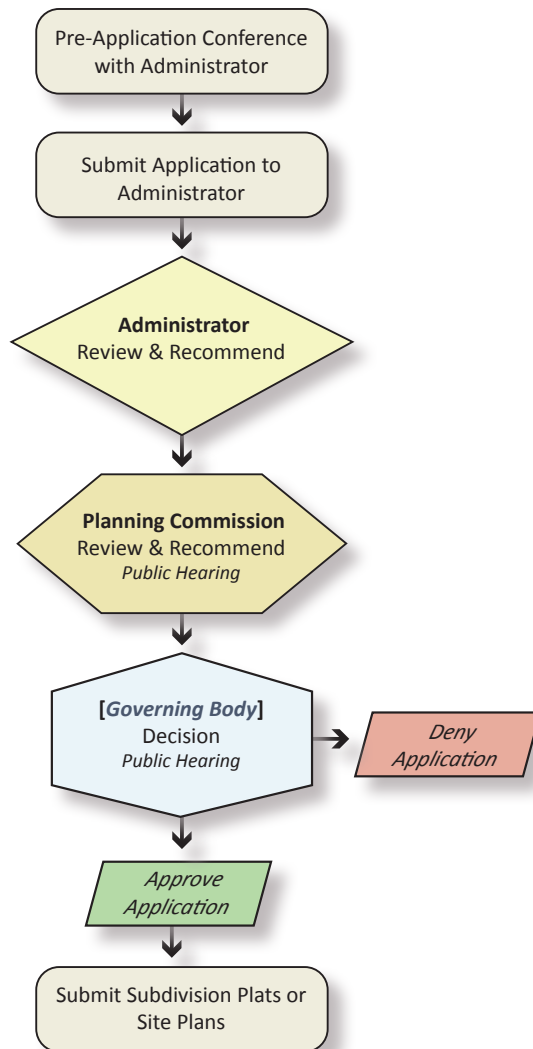 Pre-Application Conference
with Administrator
Submit Application to
Administrator
Administrator
Review & Recommend
Planning Commission
Review & Recommend
Public Hearing
[Governing Body]
Decision
Public Hearing
Deny
Application
Approve
Application
Submit Subdivision Plats or
Site Plans